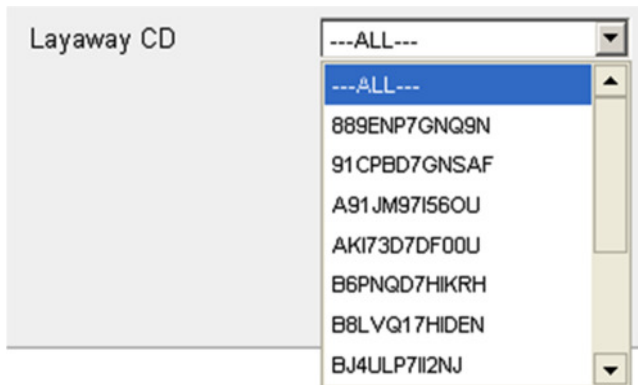 Layaway CD
---ALL---
---ALL---
889ENP7GNQ9N
91CPBD7GNSAF
A91JM97I56OU
AKI73D7DF00U
B6PNQD7HIKRH
B8LVQ17HIDEN
BJ4ULP7II2NJ